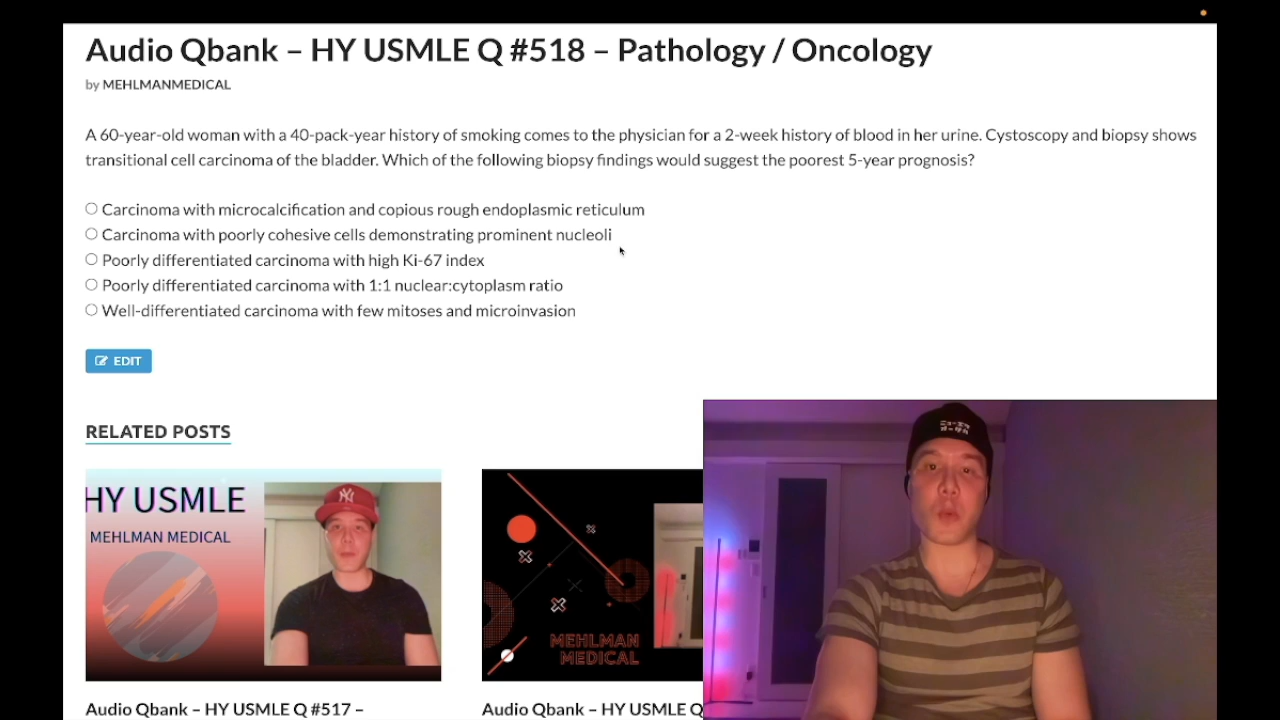 Audio Qbank – HY USMLE Q #518 – Pathology / Oncology
by MEHLMANMEDICAL
A 60-year-old woman with a 40-pack-year history of smoking comes to the physician for a 2-week history of blood in her urine. Cystoscopy and biopsy shows
transitional cell carcinoma of the bladder. Which of the following biopsy findings would suggest the poorest 5-year prognosis?
Carcinoma with microcalcification and copious rough endoplasmic reticulum
Carcinoma with poorly cohesive cells demonstrating prominent nucleoli
Poorly differentiated carcinoma with high Ki-67 index
Poorly differentiated carcinoma with 1:1 nuclear:cytoplasm ratio
Well-differentiated carcinoma with few mitoses and microinvasion
EDIT
RELATED POSTS
HY USMLE
MEHLMAN MEDICAL
MEHLMAN
MEDICAL
Audio Qbank – HY USMLE Q #517 –
Audio Qbank – HY USMLE Q